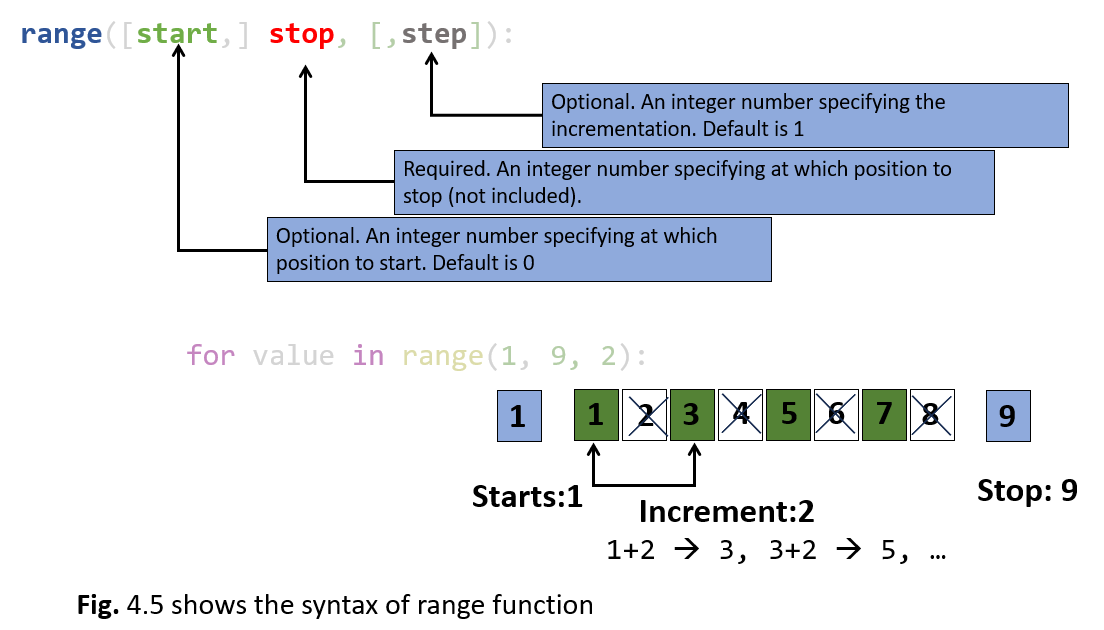 range([start,] stop, [,step]):
Optional. An integer number specifying the
incrementation. Default is 1
Required. An integer number specifying at which position to
stop (not included).
Optional. An integer number specifying at which
position to start. Default is 0
for value in range(1, 9, 2):
1 1 2 3 4 5 6 7 8 9
Starts:1
Stop: 9
Increment:2
1+2 → 3, 3+2 → 5, …
Fig. 4.5 shows the syntax of range function